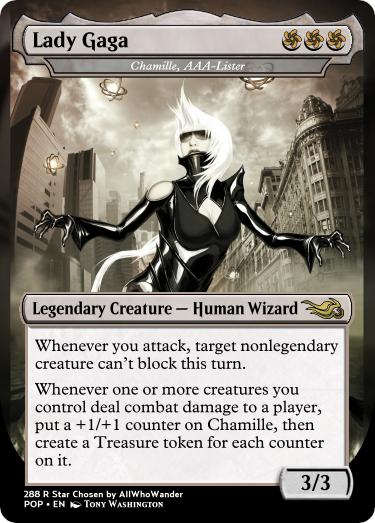 Lady Gaga
Chamille, AAA-Lister
Legendary Creature — Human Wizard
Whenever you attack, target nonlegendary
creature can't block this turn.
Whenever one or more creatures you
control deal combat damage to a player,
put a +1/+1 counter on Chamille, then
create a Treasure token for each counter
on it.
3/3
288 R Star Chosen by AllWhoWander
POP • EN Tony Washington